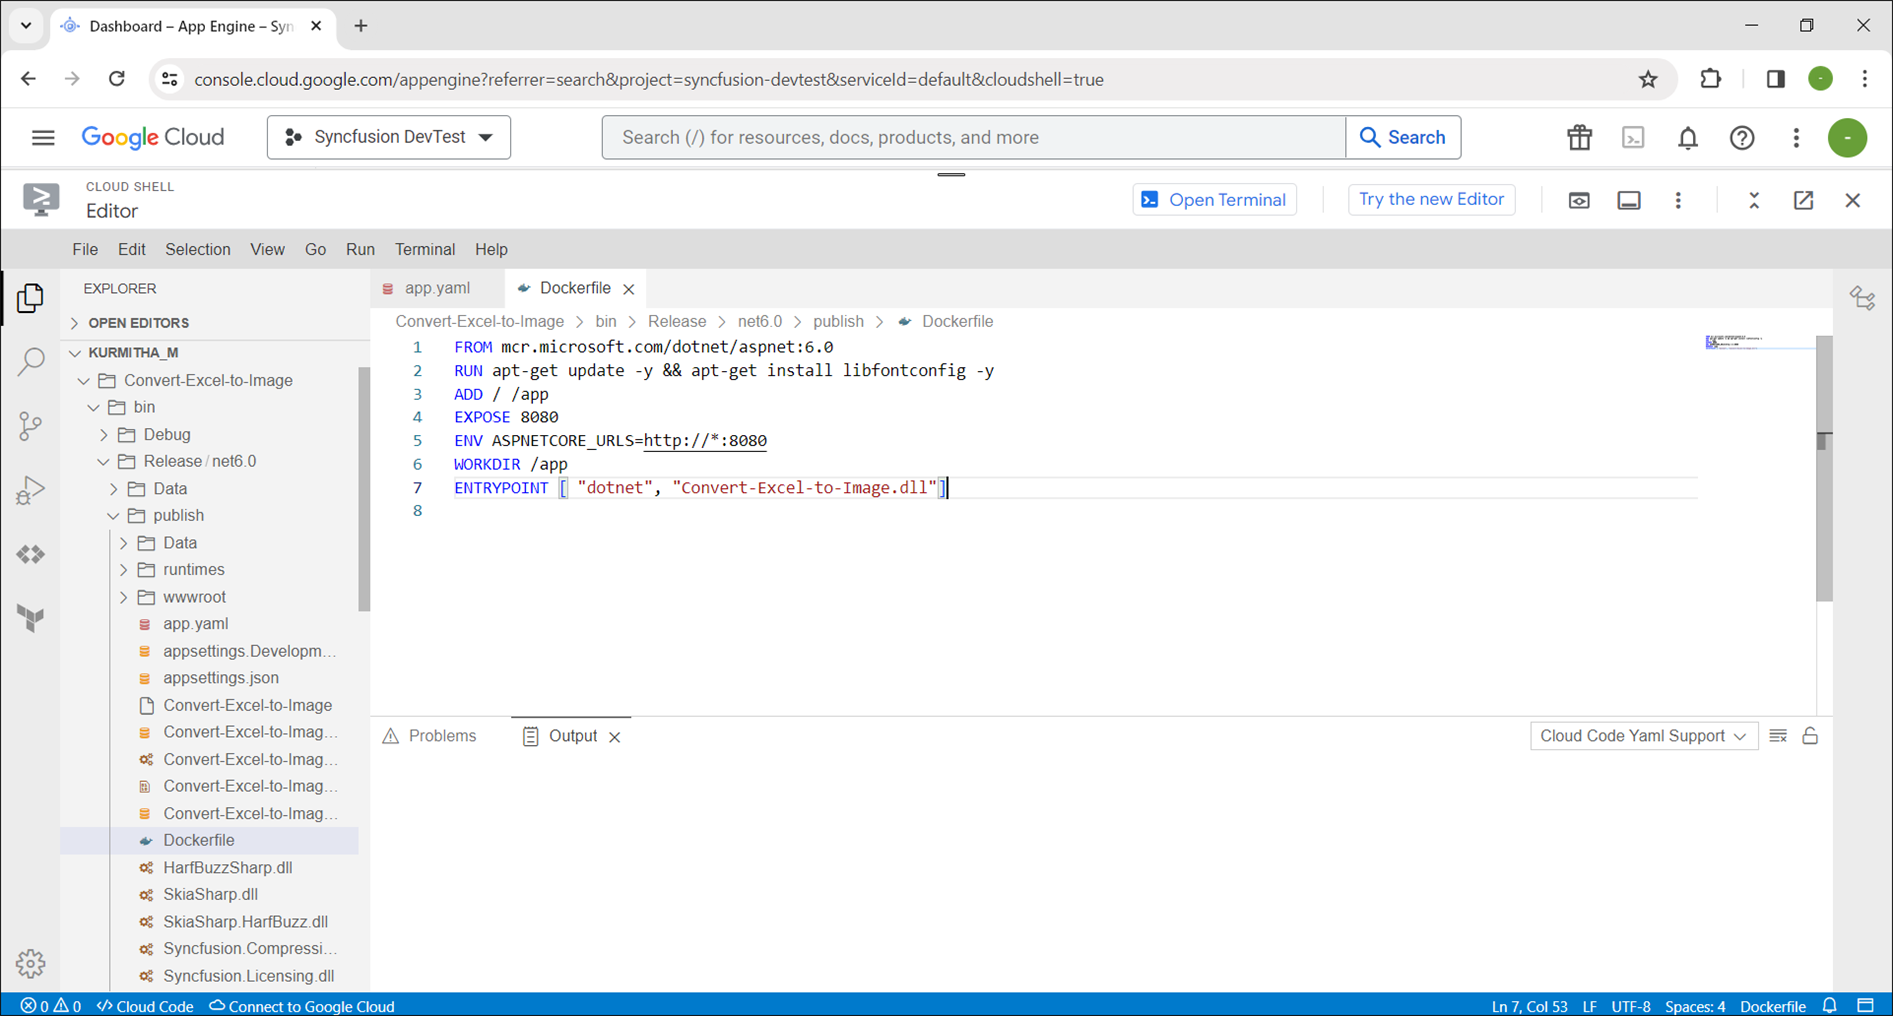 Dashboard – App Engine – Syn
console.cloud.google.com/appengine?referrer=search&project=syncfusion-devtest&serviceId=default&cloudshell=true
Google Cloud
Syncfusion DevTest
Search (/) for resources, docs, products, and more
Search
CLOUD SHELL
Editor
Open Terminal
Try the new Editor
File Edit Selection View Go Run Terminal Help
EXPLORER
OPEN EDITORS
KURMITHA_M
Convert-Excel-to-Image
bin
Debug
Release / net6.0
Data
publish
Data
runtimes
wwwroot
app.yaml
appsettings.Developm...
appsettings.json
Convert-Excel-to-Image
Convert-Excel-to-Imag...
Convert-Excel-to-Imag...
Convert-Excel-to-Imag...
Convert-Excel-to-Imag...
Dockerfile
HarfBuzzSharp.dll
SkiaSharp.dll
SkiaSharp.HarfBuzz.dll
Syncfusion.Compressi...
Syncfusion.Licensing.dll
app.yaml
Dockerfile
Convert-Excel-to-Image > bin > Release > net6.0 > publish > Dockerfile
1 FROM mcr.microsoft.com/dotnet/aspnet:6.0
2 RUN apt-get update -y && apt-get install libfontconfig -y
3 ADD / /app
4 EXPOSE 8080
5 ENV ASPNETCORE_URLS=http://*:8080
6 WORKDIR /app
7 ENTRYPOINT [ "dotnet", "Convert-Excel-to-Image.dll"]
8
Problems
Output
Cloud Code Yaml Support
0 0 Cloud Code Connect to Google Cloud
Ln 7, Col 53 LF UTF-8 Spaces: 4 Dockerfile